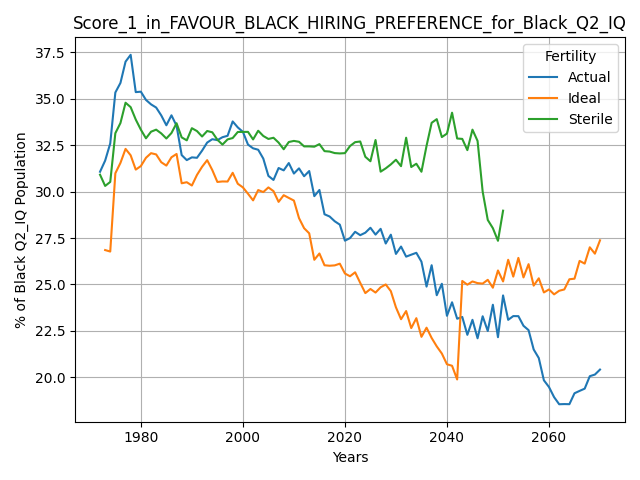 Score_1_in_FAVOUR_BLACK_HIRING_PREFERENCE_for_Black_Q2_IQ
Fertility
Actual
Ideal
Sterile
% of Black Q2_IQ Population
37.5
35.0
32.5
30.0
27.5
25.0
22.5
20.0
1980
2000
2020
2040
2060
Years